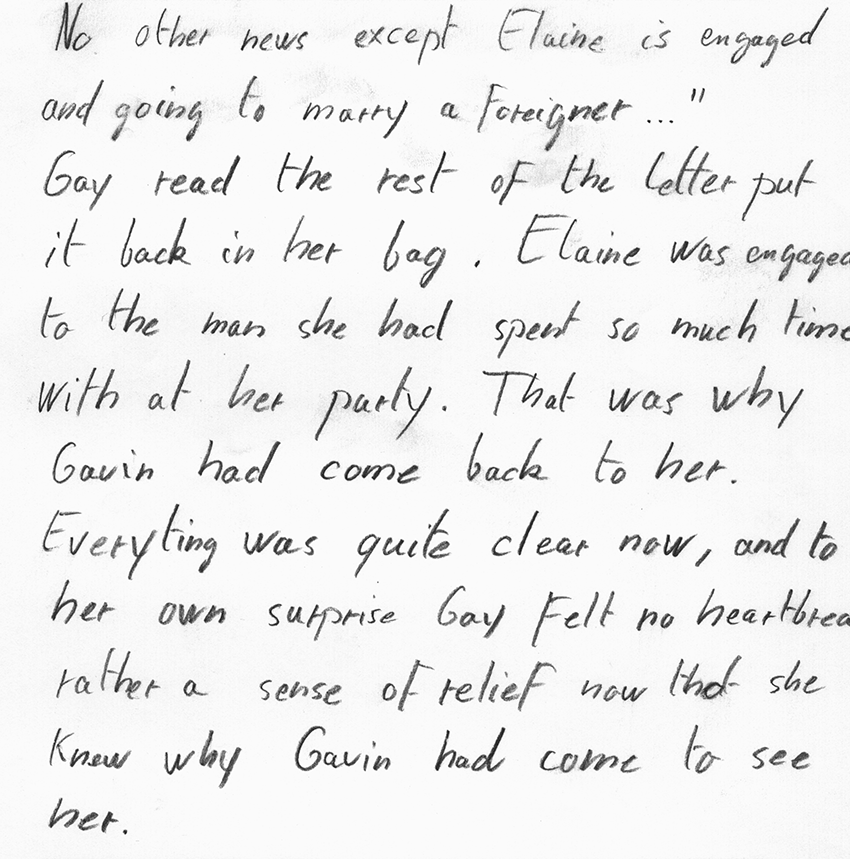 No other news except Elaine is engaged
and going to marry a Foreigner ..."
Gay read the rest of the letter put
it back in her bag . Elaine was engaged
to the man she had spent so much time
with at her party. That was why
Gavin had come back to her.
Everyting was quite clear now, and to
her own surprise Gay felt no heartbrea
rather a sense of relief now that she
Knew why Gavin had come to see
her.